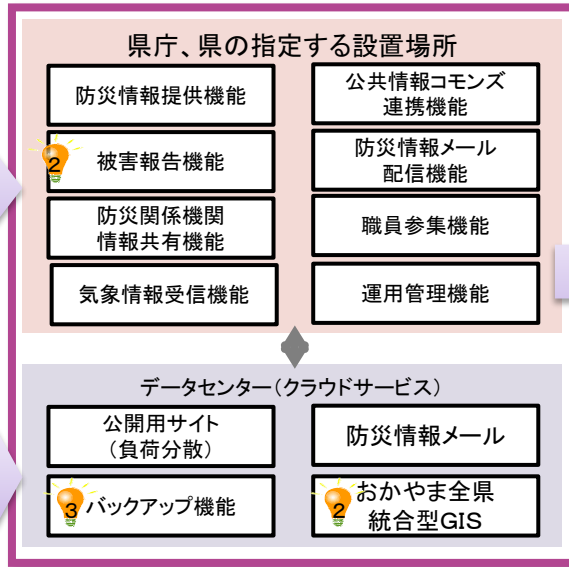 県庁、県の指定する設置場所
防災情報提供機能
2
被害報告機能
防災関係機関
情報共有機能
気象情報受信機能
公共情報コモンズ
連携機能
防災情報メール
配信機能
職員参集機能
運用管理機能
データセンター(クラウドサービス)
公開用サイト
(負荷分散)
防災情報メール
3
バックアップ機能
2
おかやま全県
統合型GIS